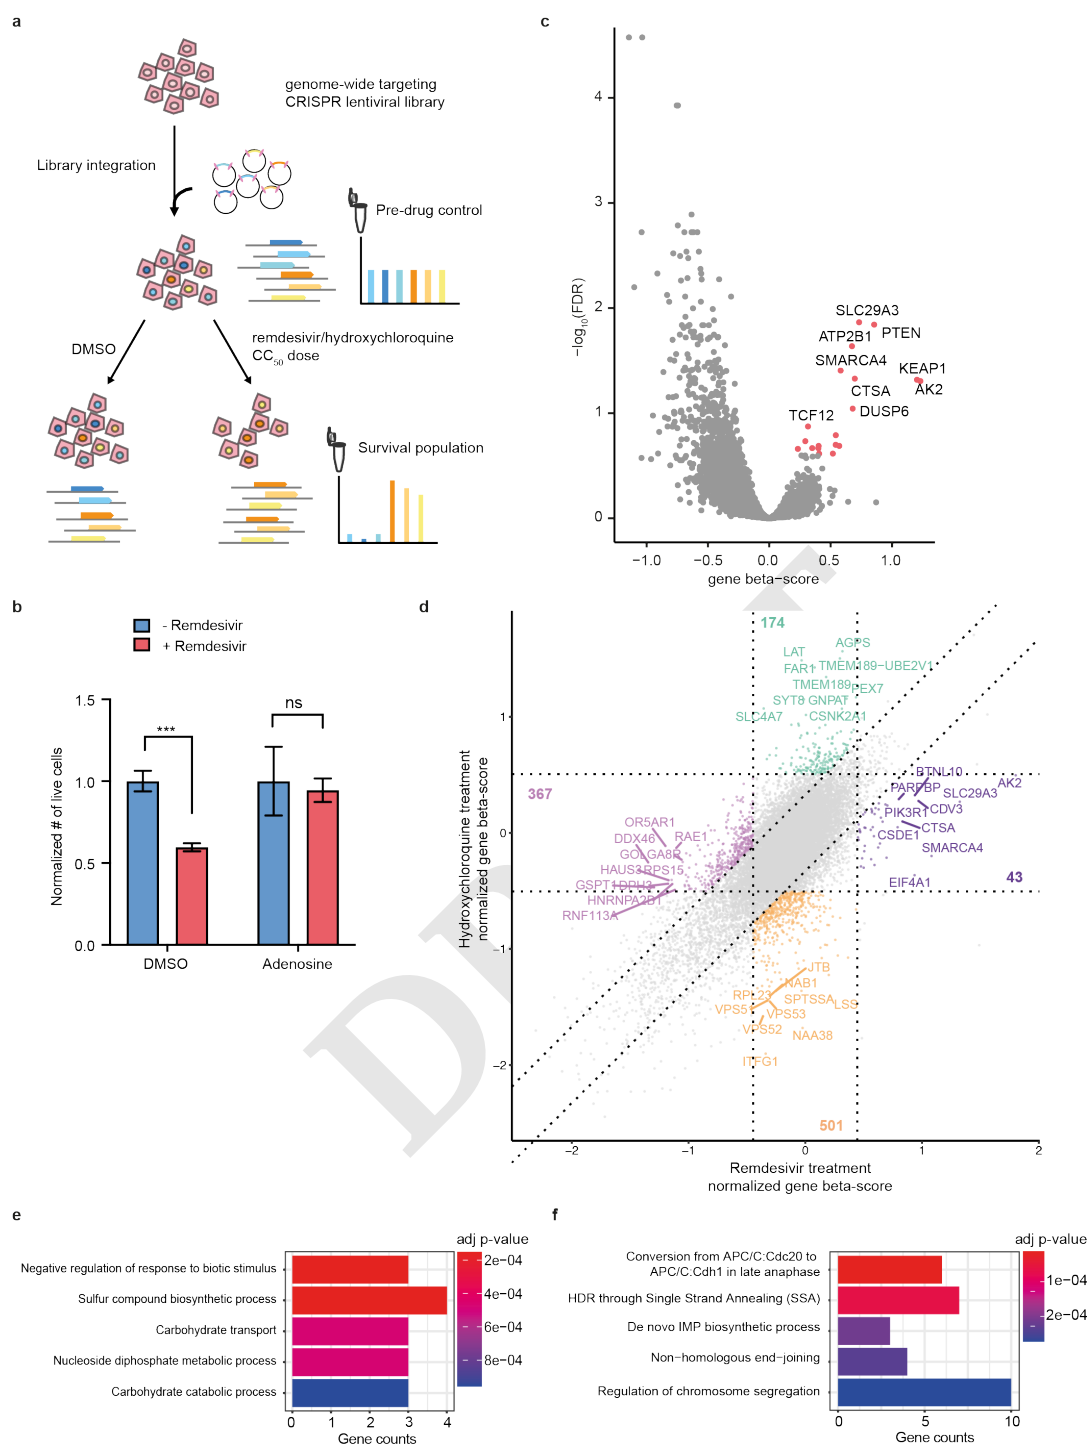 a
genome-wide targeting
CRISPR lentiviral library
Library integration
Pre-drug control
DMSO
remdesivir/hydroxychloroquine
CC50 dose
Survival population
c
−log10(FDR)
4
3
2
1
0
SLC29A3
PTEN
ATP2B1
SMARCA4
KEAP1
CTSA
AK2
DUSP6
TCF12
−1.0
−0.5
0.0
0.5
1.0
gene beta−score
b
- Remdesivir
+ Remdesivir
Normalized # of live cells
1.5
1.0
0.5
0.0
***
ns
DMSO
Adenosine
d
174
AGPS
LAT
FAR1
TMEM189−UBE2V1
TMEM189
PEX7
SYT8
GNPAT
SLC4A7
CSNK2A1
Hydroxychloroquine treatment
normalized gene beta-score
1
0
−1
−2
367
BTNL10
PARPBP
AK2
SLC29A3
PIK3R1
CDV3
CSDE1
CTSA
SMARCA4
EIF4A1
43
OR5AR1
DDX46
RAE1
GOLGA8R
HAUS3
RPS15
GSPT1
DPH3
HNRNPA2B1
RNF113A
JTB
NAB1
RPL23
SPTSSA
LSS
VPS51
VPS53
VPS52
NAA38
ITFG1
501
−2
−1
0
1
2
Remdesivir treatment
normalized gene beta-score
DRAFT
e
adj p-value
Negative regulation of response to biotic stimulus
Sulfur compound biosynthetic process
Carbohydrate transport
Nucleoside diphosphate metabolic process
Carbohydrate catabolic process
2e−04
4e−04
6e−04
8e−04
0
1
2
3
4
Gene counts
f
adj p-value
Conversion from APC/C:Cdc20 to
APC/C:Cdh1 in late anaphase
HDR through Single Strand Annealing (SSA)
De novo IMP biosynthetic process
Non−homologous end−joining
Regulation of chromosome segregation
1e−04
2e−04
0
5
10
Gene counts